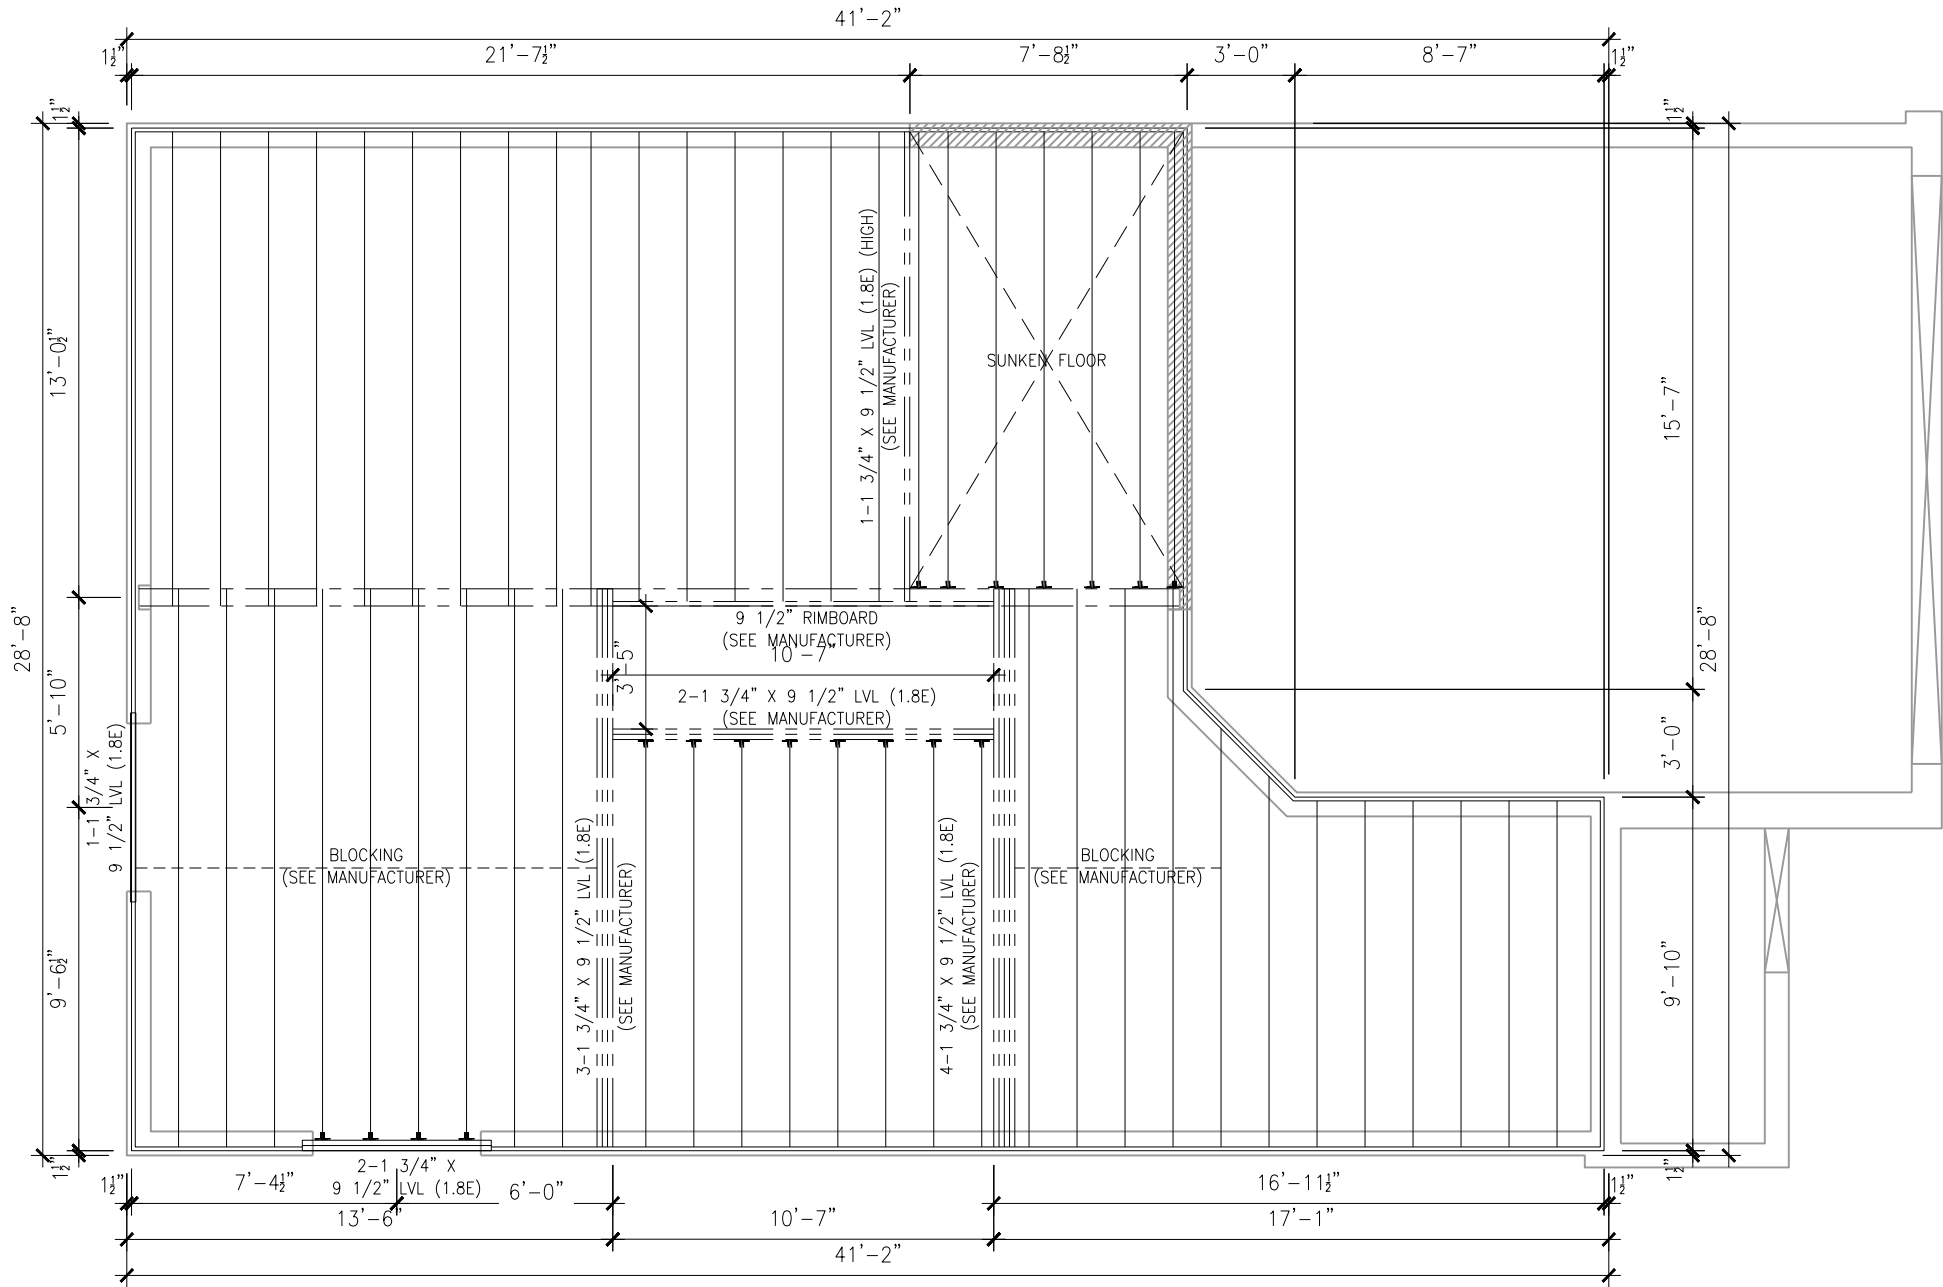 41'-2"
1½"
21'-7½"
7'-8½"
3'-0"
8'-7"
1½"
1½"
1½"
1-1 3/4" X 9 1/2" LVL (1.8E) (HIGH)
(SEE MANUFACTURER)
SUNKEN FLOOR
13'-0½"
15'-7"
28'-8"
28'-8"
9 1/2" RIMBOARD
(SEE MANUFACTURER)
10'-7"
3'-5"
2-1 3/4" X 9 1/2" LVL (1.8E)
(SEE MANUFACTURER)
5'-10"
3'-0"
1-1 3/4" X
9 1/2" LVL (1.8E)
BLOCKING
(SEE MANUFACTURER)
3-1 3/4" X 9 1/2" LVL (1.8E)
(SEE MANUFACTURER)
4-1 3/4" X 9 1/2" LVL (1.8E)
(SEE MANUFACTURER)
BLOCKING
(SEE MANUFACTURER)
9'-6½"
9'-10"
1½"
1½"
1½"
7'-4½"
2-1 3/4" X
9 1/2" LVL (1.8E)
6'-0"
16'-11½"
1½"
13'-6"
10'-7"
17'-1"
41'-2"